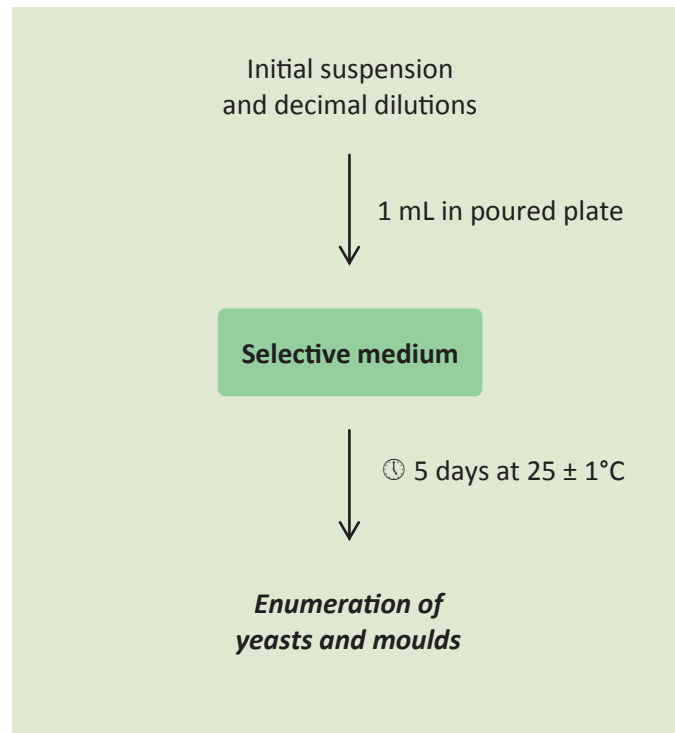 Initial suspension
and decimal dilutions
1 mL in poured plate
Selective medium
5 days at 25 ± 1°C
Enumeration of
yeasts and moulds